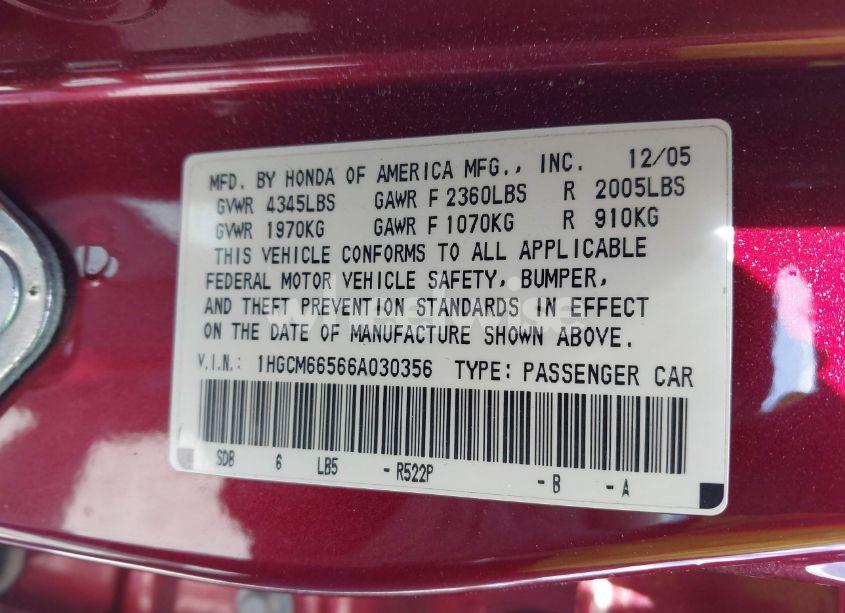 MFD. BY HONDA OF AMERICA MFG., INC. 12/05
GVWR 4345LBS GAWR F 2360LBS R 2005LBS
GVWR 1970KG GAWR F 1070KG R 910KG
THIS VEHICLE CONFORMS TO ALL APPLICABLE
FEDERAL MOTOR VEHICLE SAFETY, BUMPER,
AND THEFT PREVENTION STANDARDS IN EFFECT
ON THE DATE OF MANUFACTURE SHOWN ABOVE.
V.I.N.: 1HGCM66566A030356 TYPE: PASSENGER CAR
SDB 6 LB5 - R522P - B - A